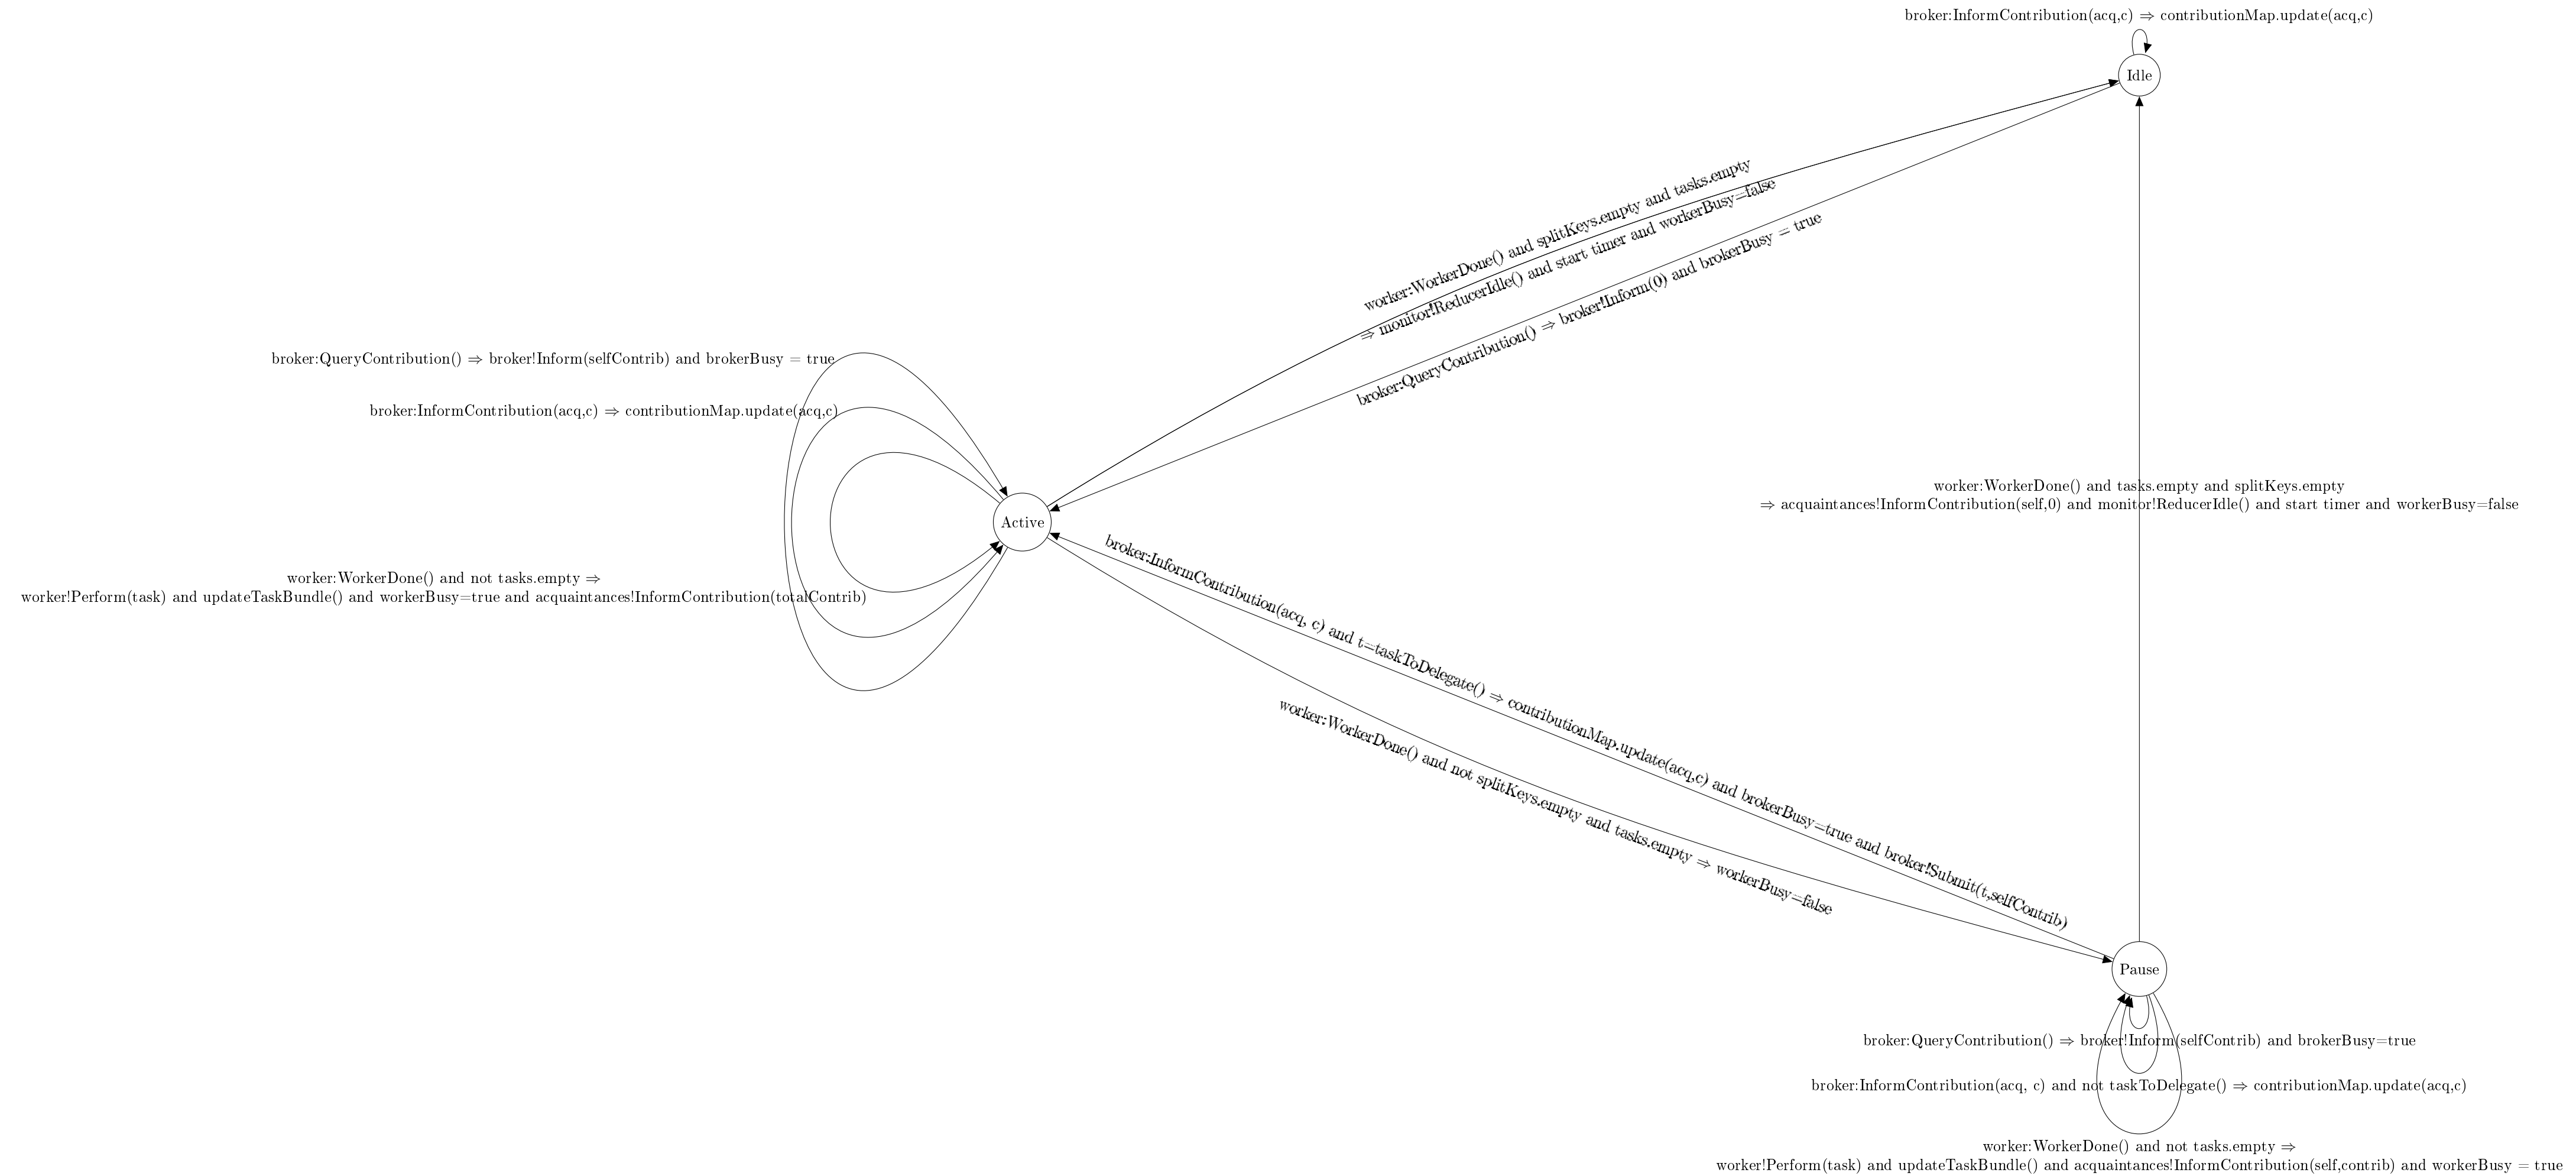 broker:InformContribution(acq,c) ⇒ contributionMap.update(acq,c)
Idle
worker:WorkerDone() and splitKeys.empty and tasks.empty
⇒ monitor!ReducerIdle() and start timer and workerBusy=false
broker:QueryContribution() ⇒ broker!Inform(0) and brokerBusy = true
broker:QueryContribution() ⇒ broker!Inform(selfContrib) and brokerBusy = true
broker:InformContribution(acq,c) ⇒ contributionMap.update(acq,c)
worker:WorkerDone() and tasks.empty and splitKeys.empty
⇒ acquaintances!InformContribution(self,0) and monitor!ReducerIdle() and start timer and workerBusy=false
Active
worker:WorkerDone() and not tasks.empty ⇒
worker!Perform(task) and updateTaskBundle() and workerBusy=true and acquaintances!InformContribution(totalContrib)
broker:InformContribution(acq, c) and t=taskToDelegate() ⇒ contributionMap.update(acq,c) and brokerBusy=true and broker!Submit(t,selfContrib)
worker:WorkerDone() and not splitKeys.empty and tasks.empty ⇒ workerBusy=false
Pause
broker:QueryContribution() ⇒ broker!Inform(selfContrib) and brokerBusy=true
broker:InformContribution(acq, c) and not taskToDelegate() ⇒ contributionMap.update(acq,c)
worker:WorkerDone() and not tasks.empty ⇒
worker!Perform(task) and updateTaskBundle() and acquaintances!InformContribution(self,contrib) and workerBusy = true